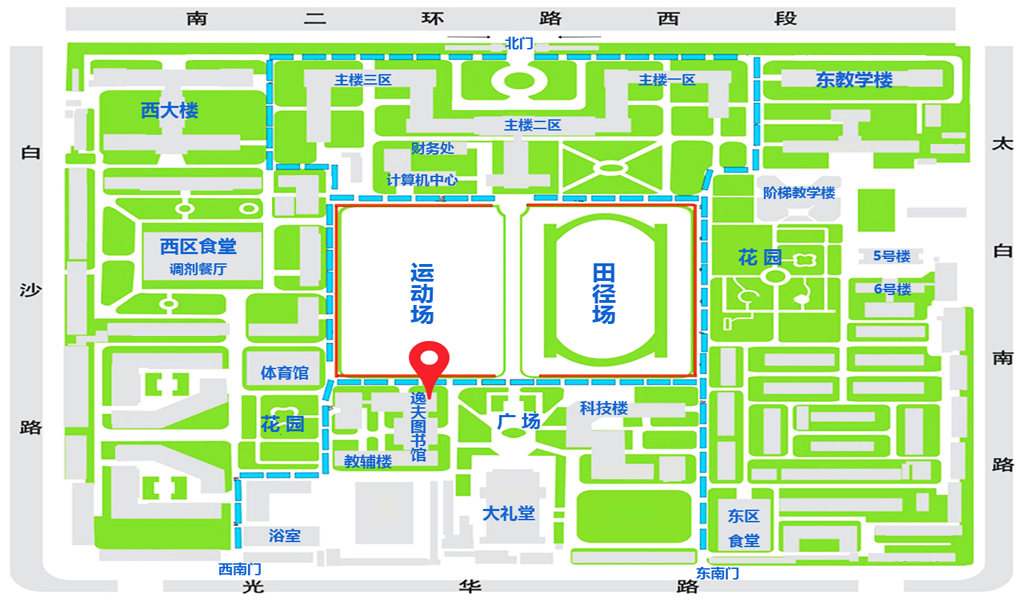 南二环路西段
北门
主楼三区
主楼一区
东教学楼
西大楼
主楼二区
财务处
计算机中心
阶梯教学楼
白沙路
太白南路
西区食堂
调剂餐厅
运动场
田径场
花园
5号楼
6号楼
体育馆
花园
逸夫图书馆
广场
科技楼
教辅楼
大礼堂
东区
食堂
浴室
西南门
东南门
光华路